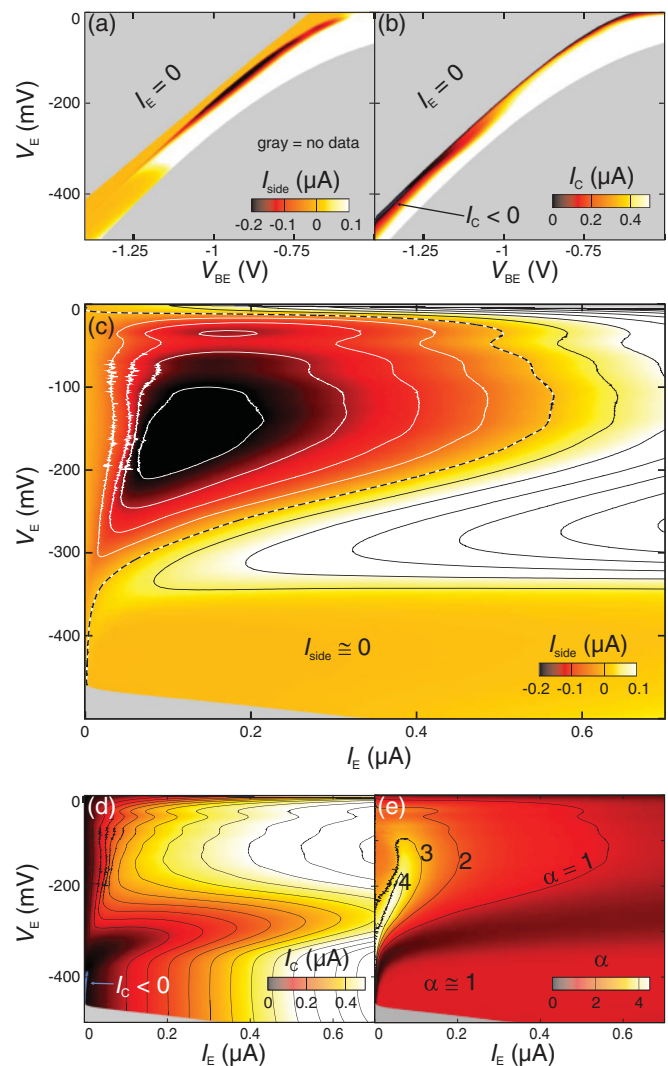 (a)
I_E = 0
gray = no data
I_side (μA)
-0.2 -0.1 0 0.1
0
-200
-400
V_E (mV)
-1.25 -1 -0.75
V_BE (V)
(b)
I_E = 0
I_C (μA)
0 0.2 0.4
I_C < 0
-1.25 -1 -0.75
V_BE (V)
(c)
0
-100
-200
-300
-400
V_E (mV)
I_side ≅ 0
I_side (μA)
-0.2 -0.1 0 0.1
0 0.2 0.4 0.6
I_E (μA)
(d)
0
-200
-400
V_E (mV)
I_C < 0
I_C (μA)
0 0.2 0.4
0 0.2 0.4 0.6
I_E (μA)
(e)
3
2
4
α = 1
α ≅ 1
α
0 2 4
0 0.2 0.4 0.6
I_E (μA)